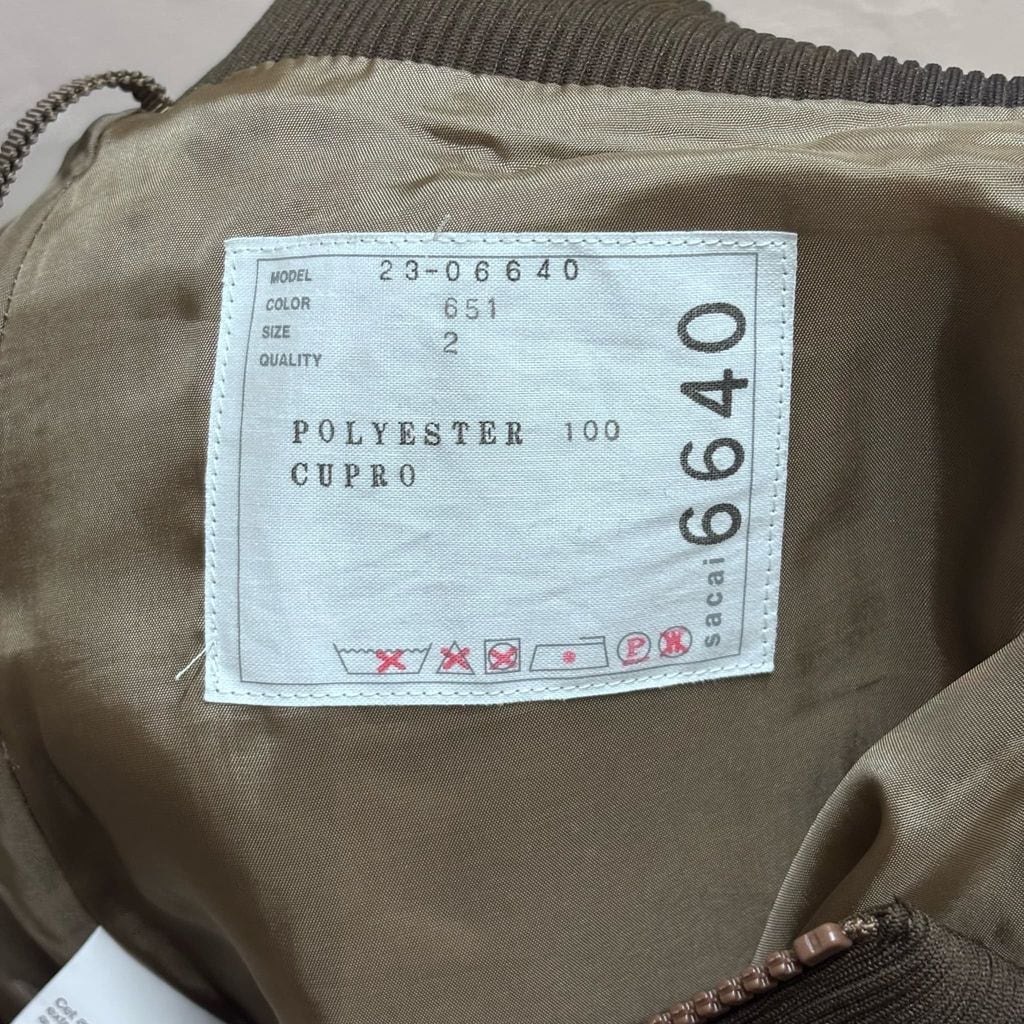 MODEL 23-06640
COLOR 651
SIZE 2
QUALITY
POLYESTER 100
CUPRO
sacai 6640
P